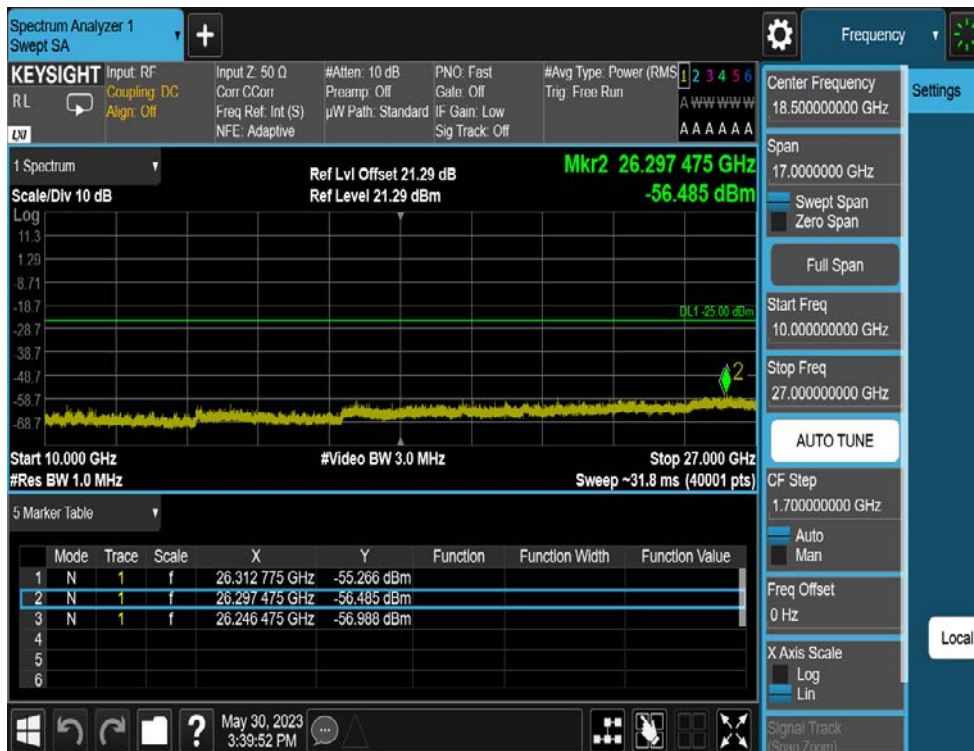 Spectrum Analyzer 1
Swept SA
+
Frequency
KEYSIGHT
RL
LXI
Input: RF
Coupling: DC
Align: Off
Input Z: 50 Ω
Corr CCorr
Freq Ref: Int (S)
NFE: Adaptive
#Atten: 10 dB
Preamp: Off
µW Path: Standard
PNO: Fast
Gate: Off
IF Gain: Low
Sig Track: Off
#Avg Type: Power (RMS
Trig: Free Run
1 2 3 4 5 6
A W W W W W
A A A A A A
1 Spectrum
Scale/Div 10 dB
Ref Lvl Offset 21.29 dB
Ref Level 21.29 dBm
Mkr2 26.297 475 GHz
-56.485 dBm
Log
11.3
1.29
-8.71
-18.7
-28.7
-38.7
-48.7
-58.7
-68.7
DL1 -25.00 dBm
2
Start 10.000 GHz
#Res BW 1.0 MHz
#Video BW 3.0 MHz
Stop 27.000 GHz
Sweep ~31.8 ms (40001 pts)
5 Marker Table
Mode Trace Scale X Y Function Function Width Function Value
1 N 1 f 26.312 775 GHz -55.266 dBm
2 N 1 f 26.297 475 GHz -56.485 dBm
3 N 1 f 26.246 475 GHz -56.988 dBm
4
5
6
?
May 30, 2023
3:39:52 PM
Center Frequency
18.500000000 GHz
Span
17.0000000 GHz
Swept Span
Zero Span
Full Span
Start Freq
10.000000000 GHz
Stop Freq
27.000000000 GHz
AUTO TUNE
CF Step
1.700000000 GHz
Auto
Man
Freq Offset
0 Hz
X Axis Scale
Log
Lin
Signal Track
(Span Zoom)
Settings
Local